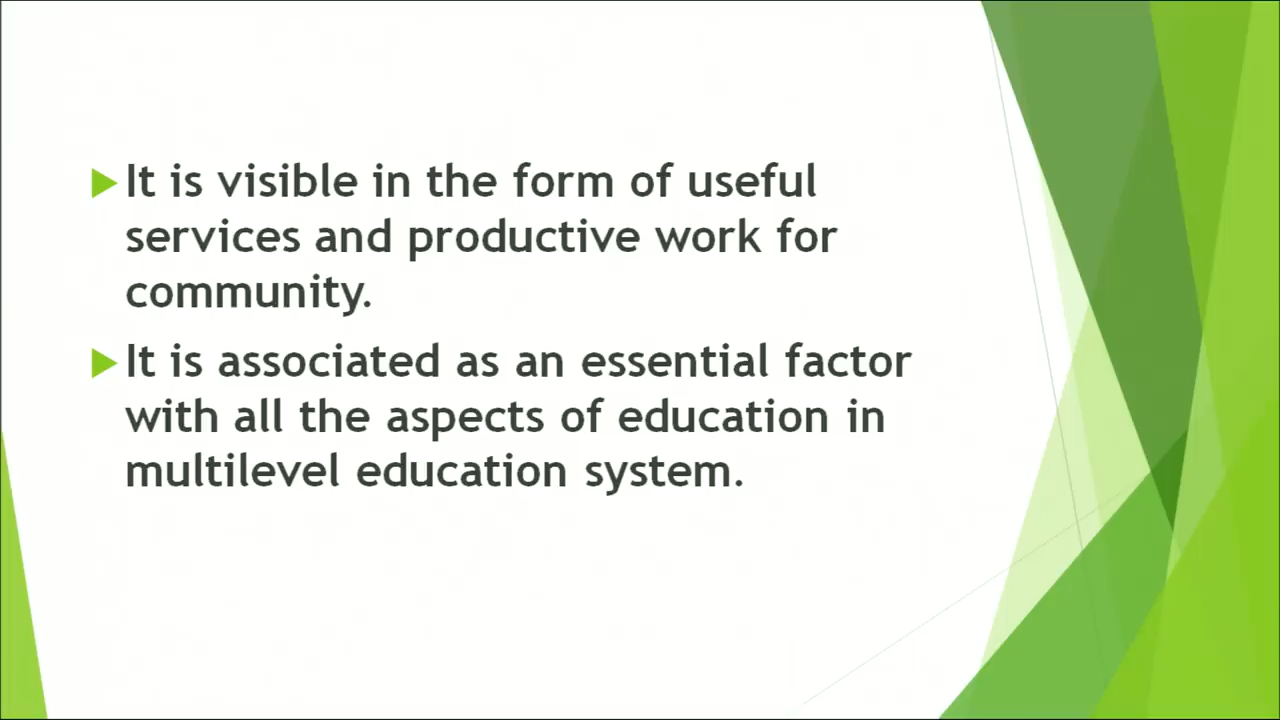 It is visible in the form of useful
services and productive work for
community.
It is associated as an essential factor
with all the aspects of education in
multilevel education system.